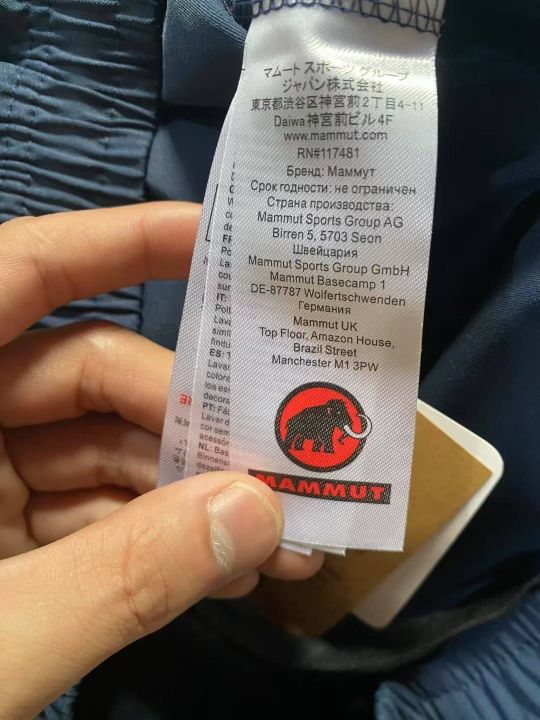 マムート スポーツ グループ
ジャパン株式会社
東京都渋谷区神宮前2丁目4-11
Daiwa神宮前ビル4F
www.mammut.com
RN#117481
Бренд: Маммут
Срок годности: не ограничен
Страна производства:
Mammut Sports Group AG
Birren 5, 5703 Seon
Швейцария
Mammut Sports Group GmbH
Mammut Basecamp 1
DE-87787 Wolfertschwenden
Германия
Mammut UK
Top Floor, Amazon House,
Brazil Street
Manchester M1 3PW
MAMMUT
IT:
ES:
PT:
NL: